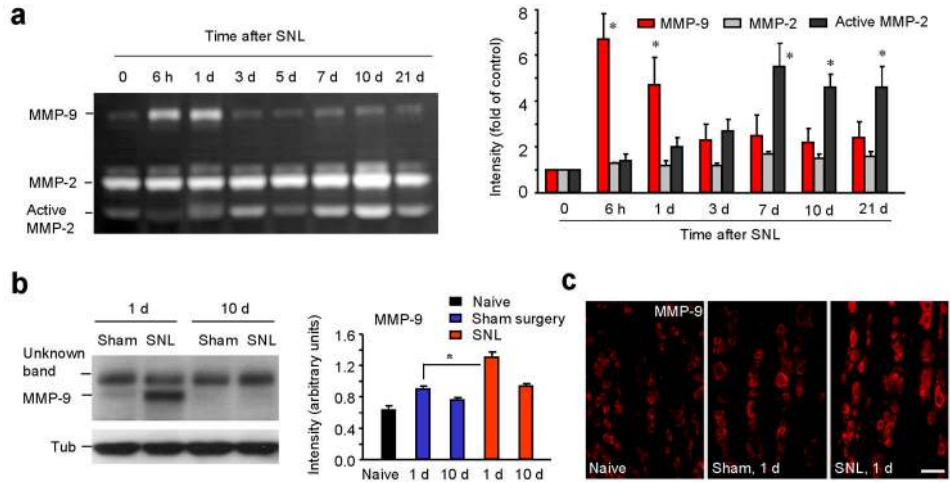 a
Time after SNL
0 6 h 1 d 3 d 5 d 7 d 10 d 21 d
MMP-9
MMP-2
Active
MMP-2
MMP-9 MMP-2 Active MMP-2
Intensity (fold of control)
8
6
4
2
0
* * * * *
0 6 h 1 d 3 d 7 d 10 d 21 d
Time after SNL
b
1 d 10 d
Sham SNL Sham SNL
Unknown
band
MMP-9
Tub
Naive
MMP-9 Sham surgery
SNL
Intensity (arbitrary units)
1.6
1.2
0.8
0.4
0.0
*
Naive 1 d 10 d 1 d 10 d
c
MMP-9
Naive Sham, 1 d SNL, 1 d